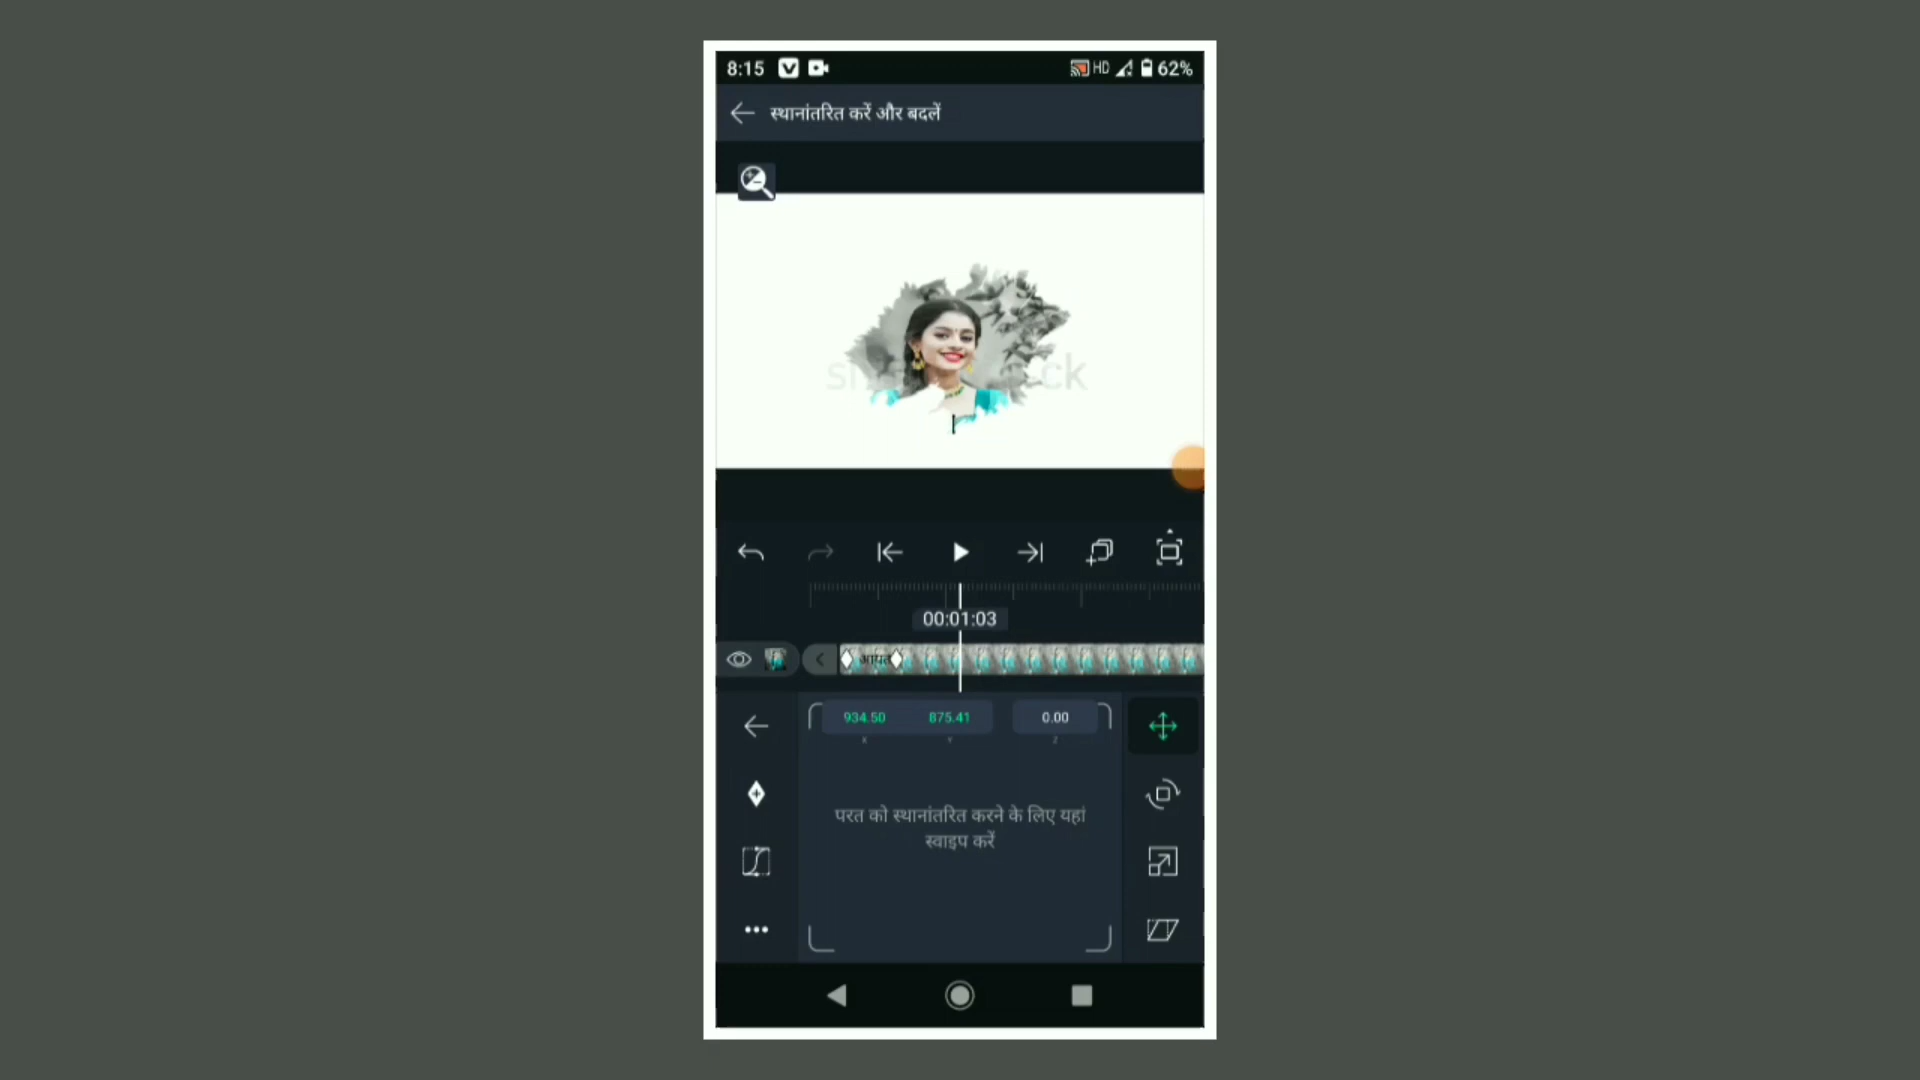 8:15 HD 62%
स्थानांतरित करें और बदलें
00:01:03
आयत
934.50 875.41 0.00
X Y Z
परत को स्थानांतरित करने के लिए यहां
स्वाइप करें